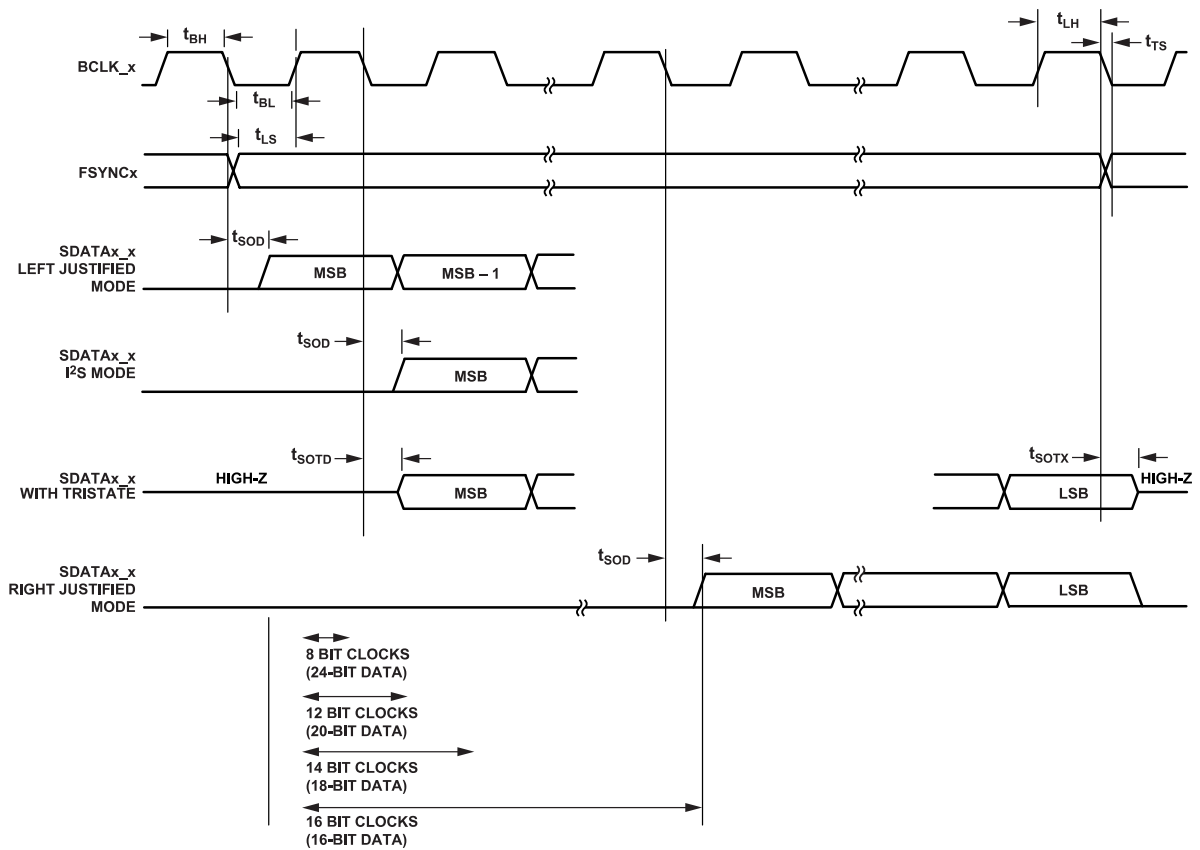 tBH
tLH
tTS
BCLK_x
tBL
tLS
FSYNCx
tSOD
SDATAx_x
LEFT JUSTIFIED
MODE
MSB
MSB – 1
tSOD
SDATAx_x
I2S MODE
MSB
tSOTD
tSOTX
HIGH-Z
HIGH-Z
SDATAx_x
WITH TRISTATE
MSB
LSB
tSOD
SDATAx_x
RIGHT JUSTIFIED
MODE
MSB
LSB
8 BIT CLOCKS
(24-BIT DATA)
12 BIT CLOCKS
(20-BIT DATA)
14 BIT CLOCKS
(18-BIT DATA)
16 BIT CLOCKS
(16-BIT DATA)